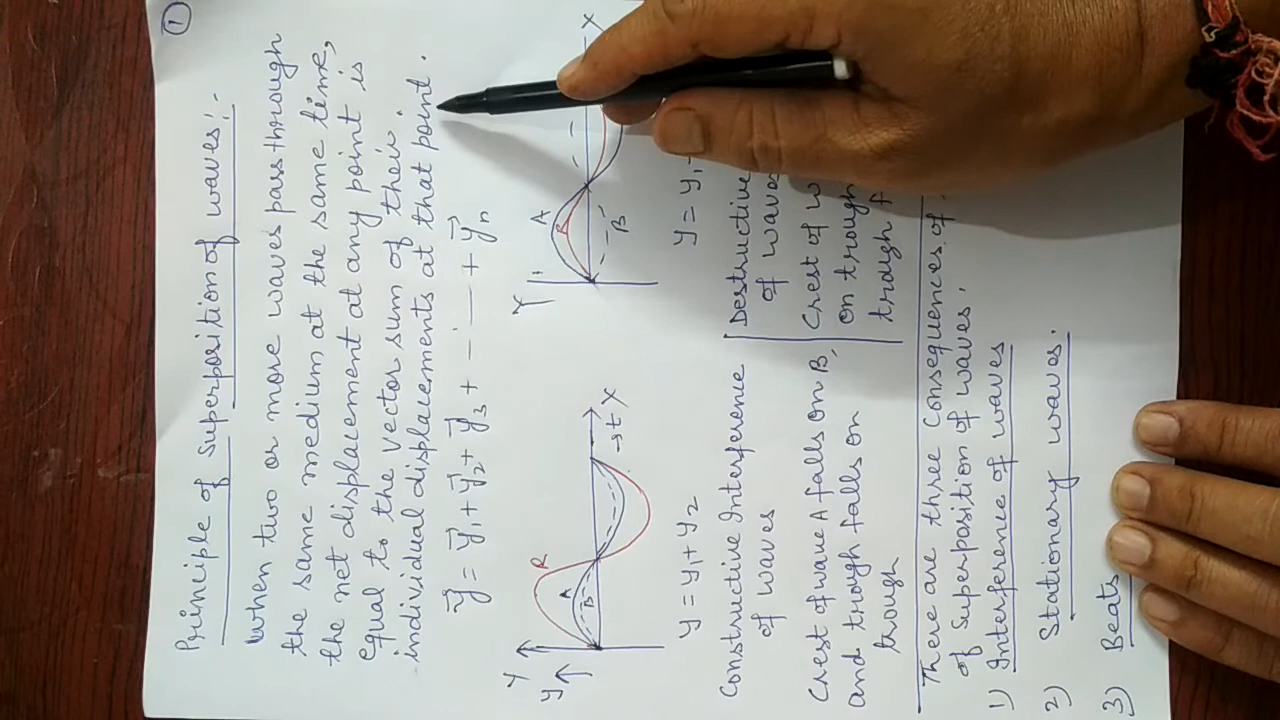 1
Principle of Superposition of waves:-
When two or more waves pass through
the same medium at the same time,
the net displacement at any point is
equal to the vector sum of their
individual displacements at that point.
y⃗ = y⃗₁ + y⃗₂ + y⃗₃ + ---- + y⃗n
Y
y
R
A
B
→t X
Y
A
R
B
X
y = y₁ + y₂
y = y₁ -
Constructive Interference
of waves
Crest of wave A falls on B,
and trough falls on
trough
Destructive
of waves
Crest of w
on trough
trough f
There are three Consequences of
of superposition of waves.
1) Interference of waves
2) Stationary waves.
3) Beats